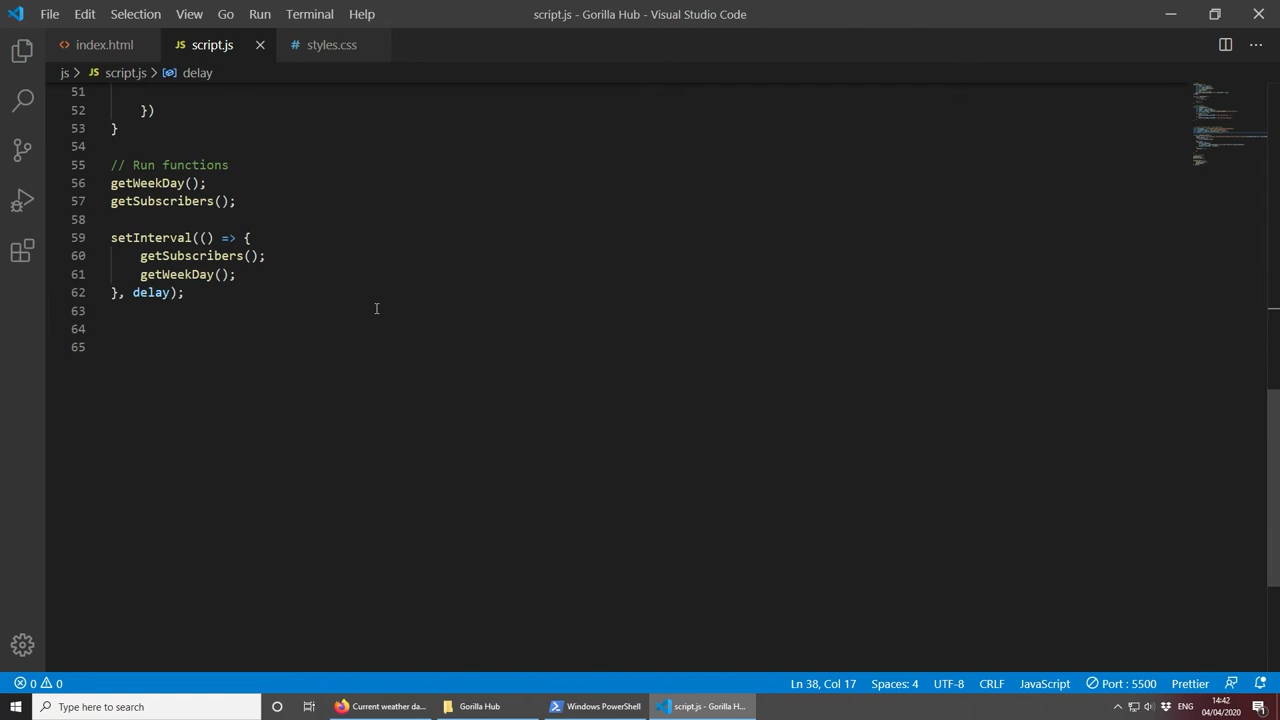 File Edit Selection View Go Run Terminal Help script.js - Gorilla Hub - Visual Studio Code
index.html JS script.js # styles.css
js > JS script.js > delay
51
52 })
53 }
54
55 // Run functions
56 getWeekDay();
57 getSubscribers();
58
59 setInterval(() => {
60 getSubscribers();
61 getWeekDay();
62 }, delay);
63
64
65
0 0 Ln 38, Col 17 Spaces: 4 UTF-8 CRLF JavaScript Port : 5500 Prettier
Type here to search Current weather da... Gorilla Hub Windows PowerShell script.js - Gorilla H... ENG 14:42
04/04/2020